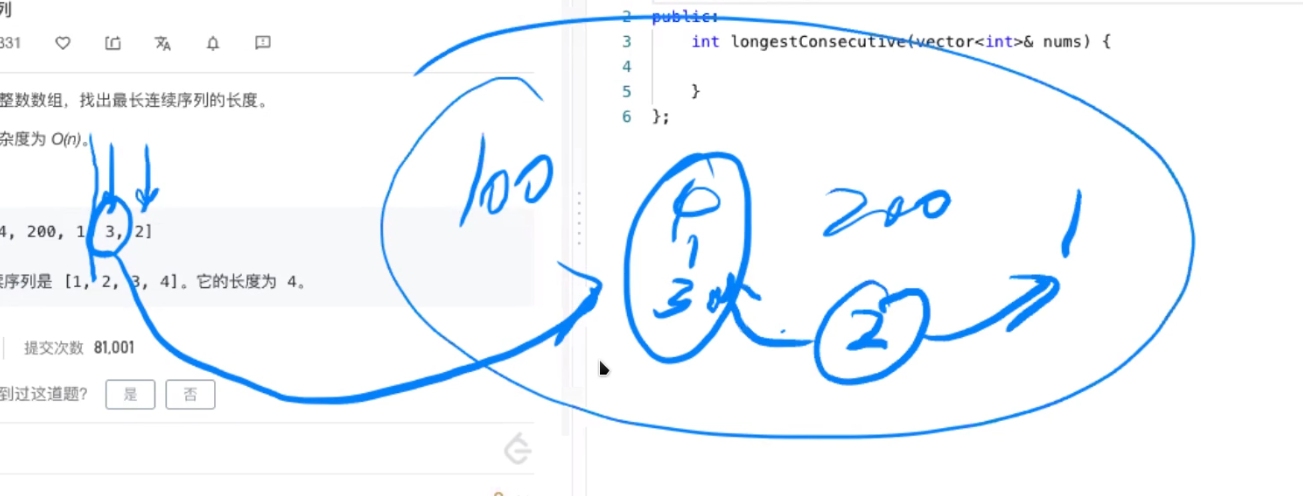 列
831
整数数组，找出最长连续序列的长度。
杂度为 O(n)。
4, 200, 1, 3, 2]
序列是 [1, 2, 3, 4]。它的长度为 4。
提交次数 81,001
到过这道题? 是 否
2 public:
3 int longestConsecutive(vector<int>& nums) {
4
5 }
6 };
100
200
1
1
3
2